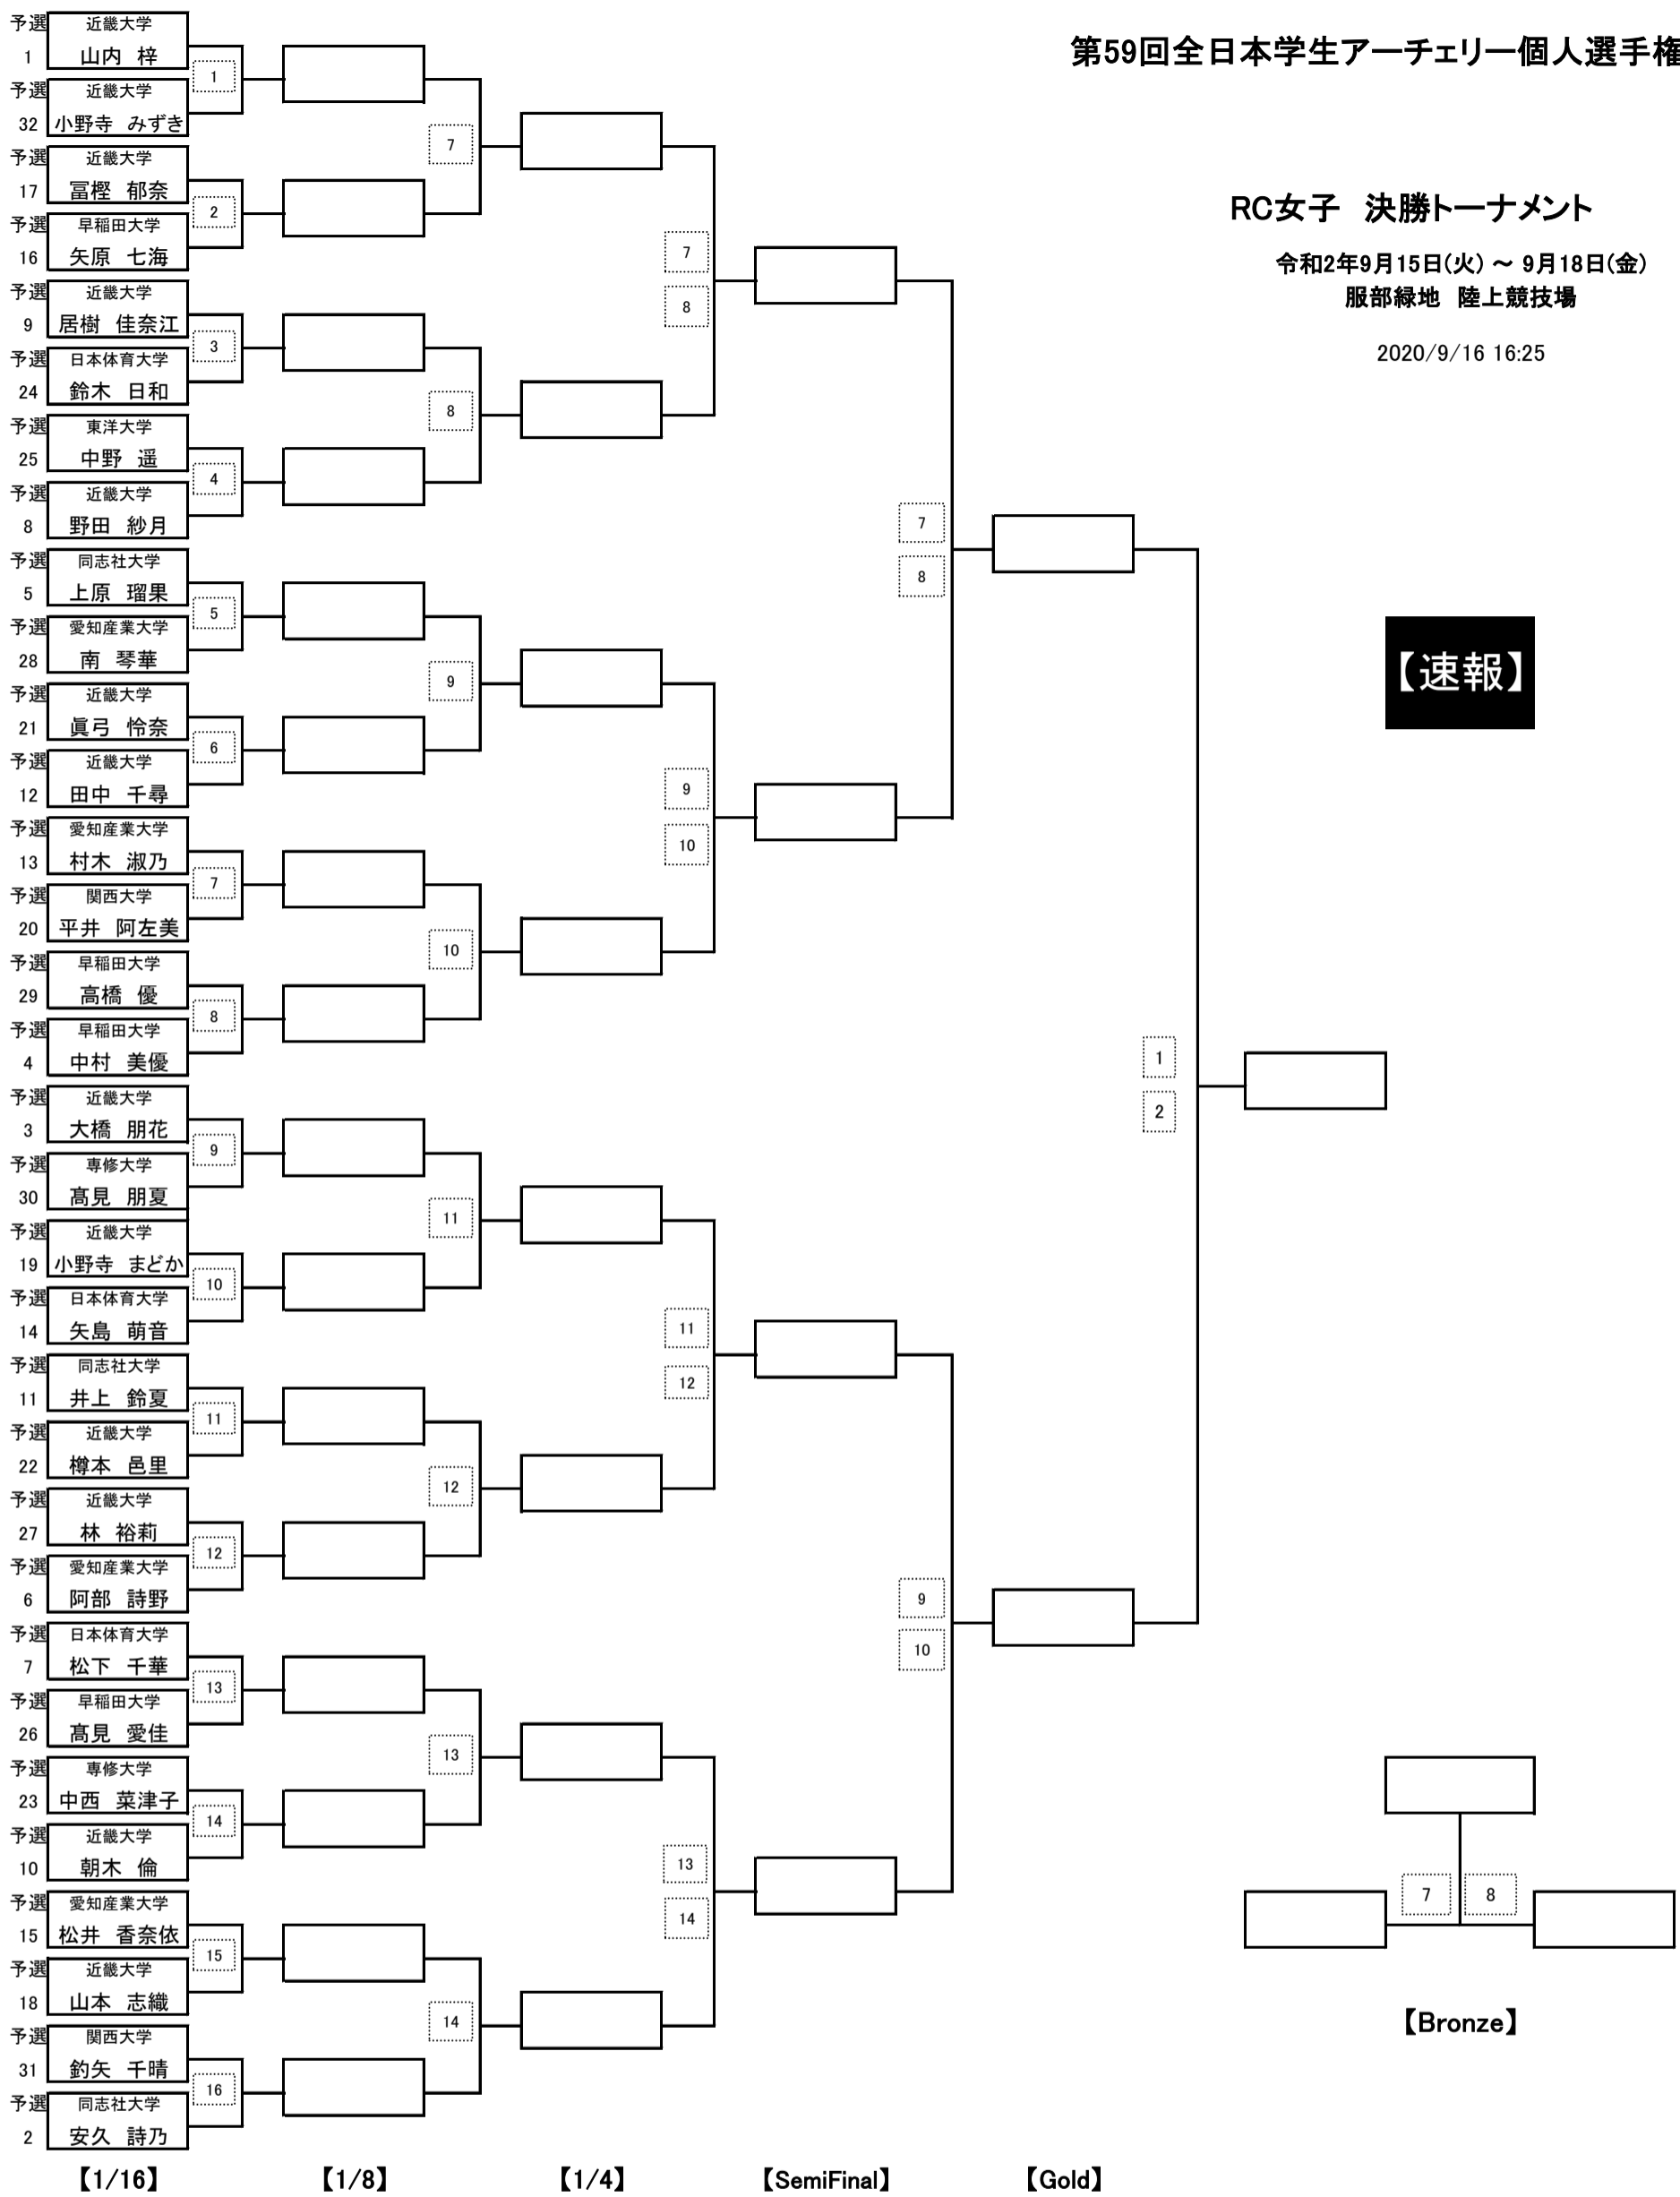 第59回全日本学生アーチェリー個人選手権
RC女子 決勝トーナメント
令和2年9月15日(火) ～ 9月18日(金)
服部緑地 陸上競技場
2020/9/16 16:25
【速報】
予選 近畿大学
1 山内 梓
1
予選 近畿大学
32 小野寺 みずき
7
予選 近畿大学
17 冨樫 郁奈
2
予選 早稲田大学
16 矢原 七海
7
8
予選 近畿大学
9 居樹 佳奈江
3
予選 日本体育大学
24 鈴木 日和
8
予選 東洋大学
25 中野 遥
4
予選 近畿大学
8 野田 紗月
7
8
予選 同志社大学
5 上原 瑠果
5
予選 愛知産業大学
28 南 琴華
9
予選 近畿大学
21 眞弓 怜奈
6
予選 近畿大学
12 田中 千尋
9
10
予選 愛知産業大学
13 村木 淑乃
7
予選 関西大学
20 平井 阿左美
10
予選 早稲田大学
29 高橋 優
8
予選 早稲田大学
4 中村 美優
1
2
予選 近畿大学
3 大橋 朋花
9
予選 専修大学
30 髙見 朋夏
11
予選 近畿大学
19 小野寺 まどか
10
予選 日本体育大学
14 矢島 萌音
11
12
予選 同志社大学
11 井上 鈴夏
11
予選 近畿大学
22 樽本 邑里
12
予選 近畿大学
27 林 裕莉
12
予選 愛知産業大学
6 阿部 詩野
9
10
予選 日本体育大学
7 松下 千華
13
予選 早稲田大学
26 髙見 愛佳
13
予選 専修大学
23 中西 菜津子
14
予選 近畿大学
10 朝木 倫
13
14
7 8
予選 愛知産業大学
15 松井 香奈依
15
予選 近畿大学
18 山本 志織
14
【Bronze】
予選 関西大学
31 釣矢 千晴
16
予選 同志社大学
2 安久 詩乃
【1/16】 【1/8】 【1/4】 【SemiFinal】 【Gold】